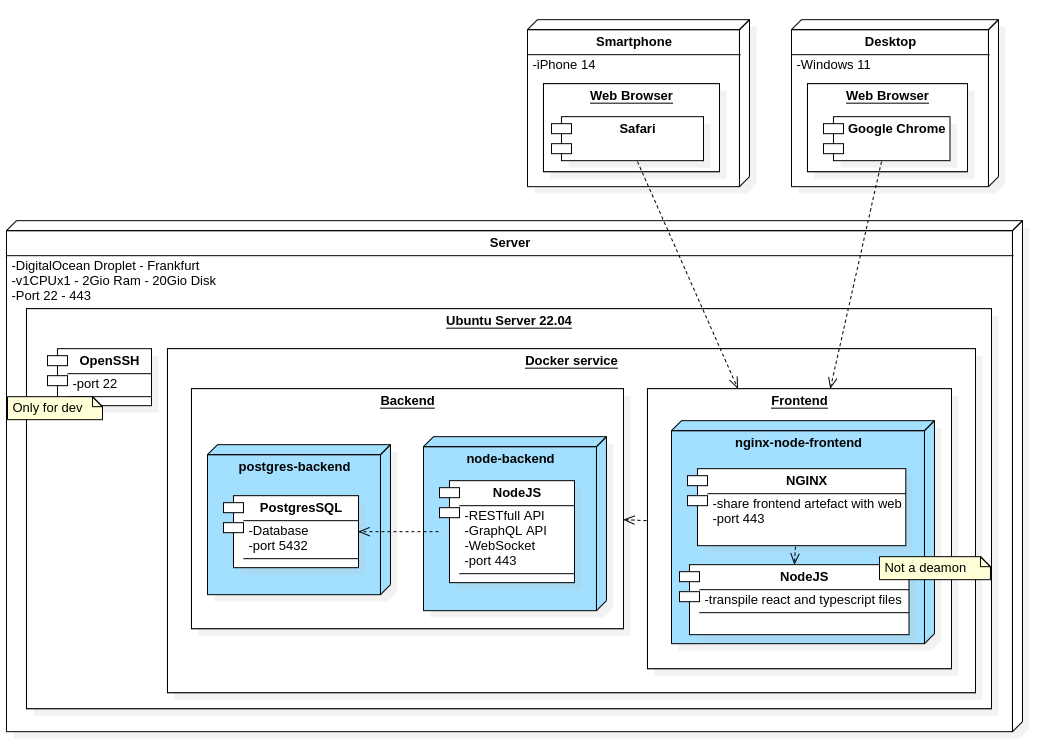 Smartphone
-iPhone 14
Web Browser
Safari
Desktop
-Windows 11
Web Browser
Google Chrome
Server
-DigitalOcean Droplet - Frankfurt
-v1CPUx1 - 2Gio Ram - 20Gio Disk
-Port 22 - 443
Ubuntu Server 22.04
OpenSSH
-port 22
Only for dev
Docker service
Backend
postgres-backend
PostgresSQL
-Database
-port 5432
node-backend
NodeJS
-RESTfull API
-GraphQL API
-WebSocket
-port 443
Frontend
nginx-node-frontend
NGINX
-share frontend artefact with web
-port 443
Not a deamon
NodeJS
-transpile react and typescript files